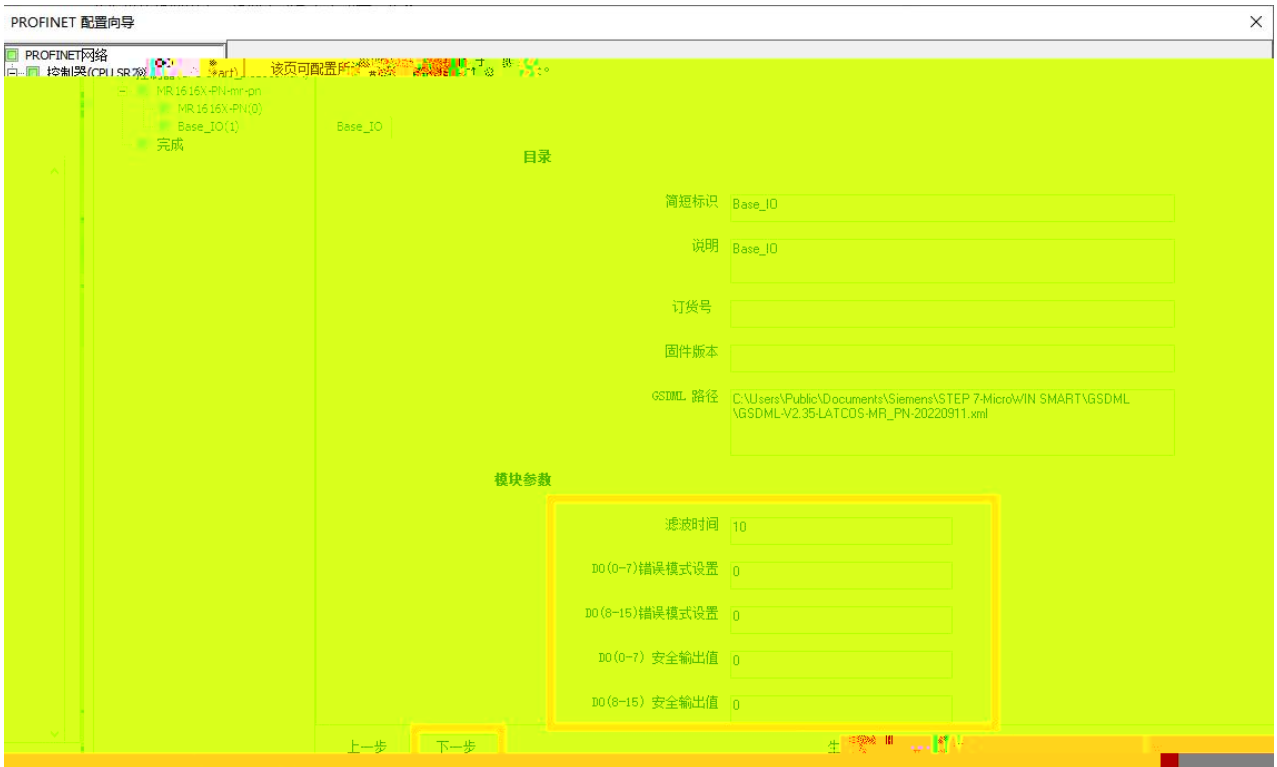 PROFINET 配置向导
PROFINET网络
控制器(CPU SR2
该页可配置所
MR1616X-PN-mr-pn
MR1616X-PN(0)
Base_IO(1)
完成
Base_IO
目录
简短标识 Base_IO
说明 Base_IO
订货号
固件版本
GSDML 路径 C:\Users\Public\Documents\Siemens\STEP 7-MicroWIN SMART\GSDML
\GSDML-V2.35-LATCOS-MR_PN-20220911.xml
模块参数
滤波时间 10
DO(0-7)错误模式设置 0
DO(8-15)错误模式设置 0
DO(0-7) 安全输出值 0
DO(8-15) 安全输出值 0
上一步 下一步 生